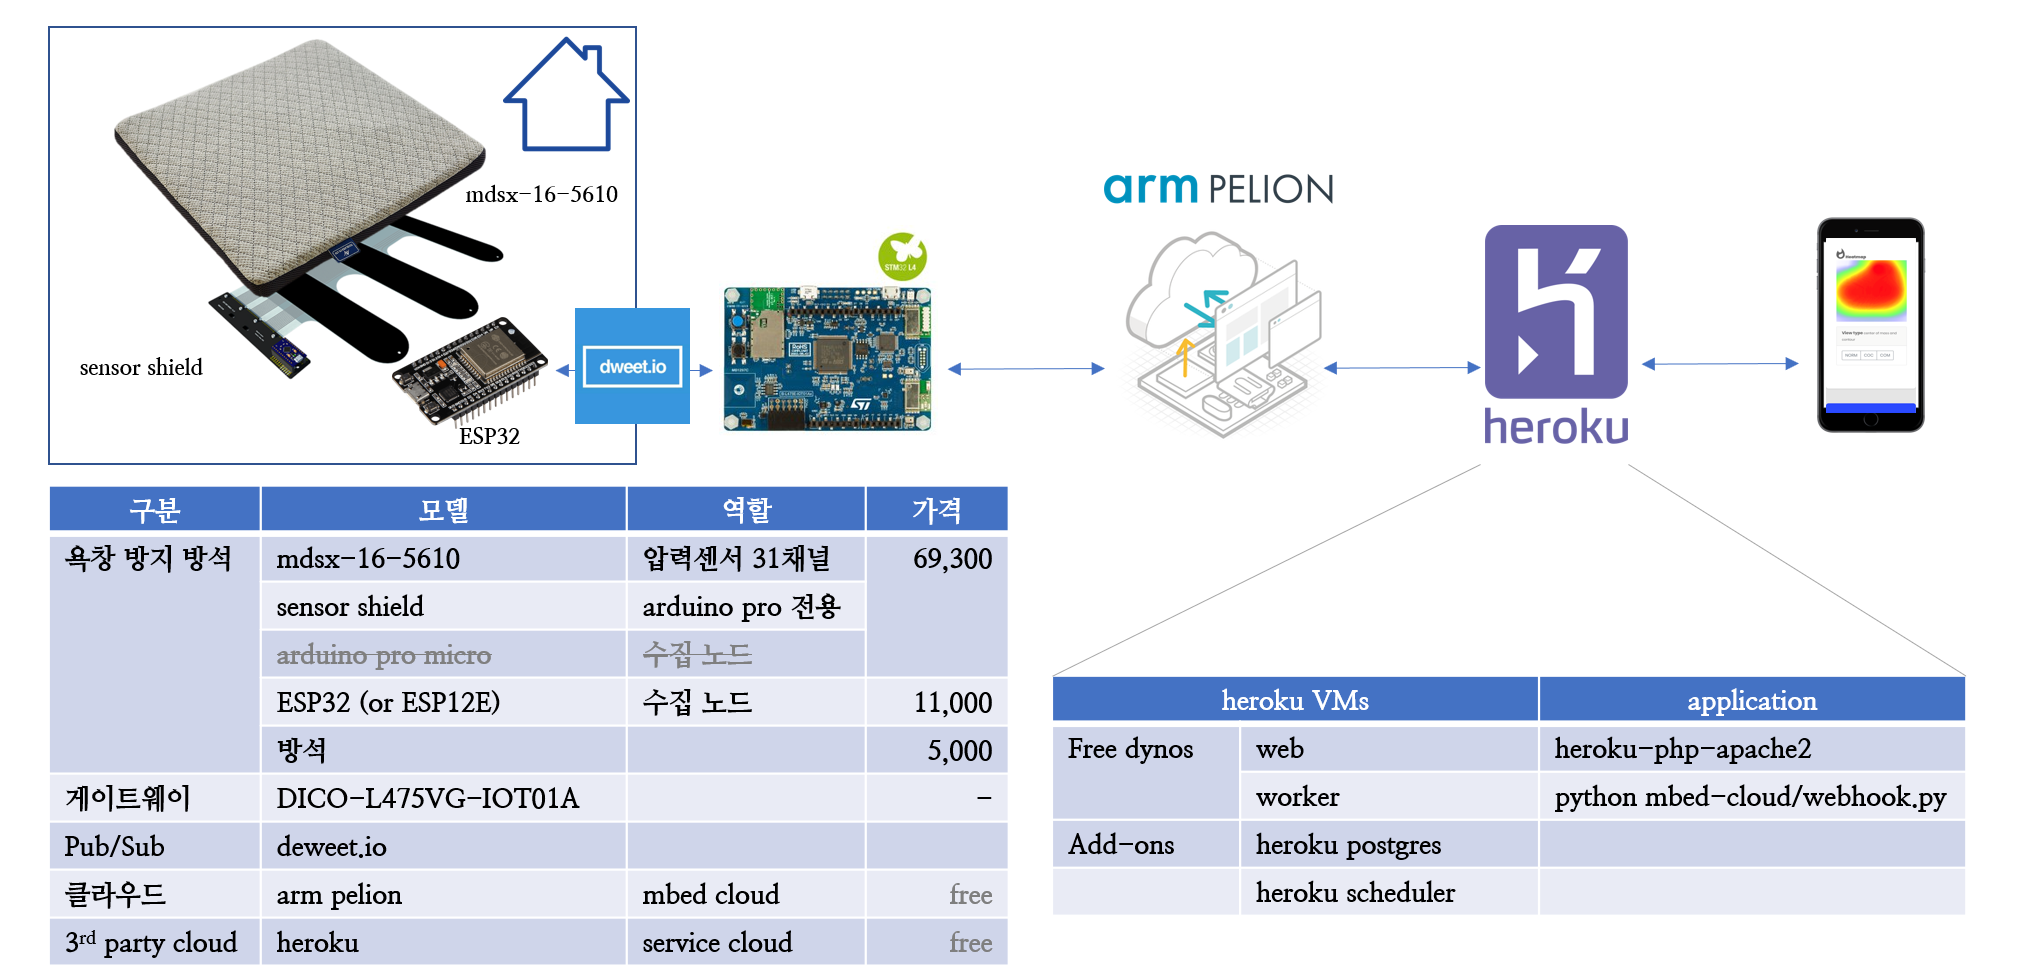 mdsx-16-5610
sensor shield
ESP32
dweet.io
STM32 L4
arm PELION
heroku
Heatmap
NORM COC COM
구분 모델 역할 가격
욕창 방지 방석 mdsx-16-5610 압력센서 31채널 69,300
sensor shield arduino pro 전용
arduino pro micro 수집 노드
ESP32 (or ESP12E) 수집 노드 11,000
방석 5,000
게이트웨이 DICO-L475VG-IOT01A -
Pub/Sub deweet.io
클라우드 arm pelion mbed cloud free
3rd party cloud heroku service cloud free
heroku VMs application
Free dynos web heroku-php-apache2
worker python mbed-cloud/webhook.py
Add-ons heroku postgres
heroku scheduler